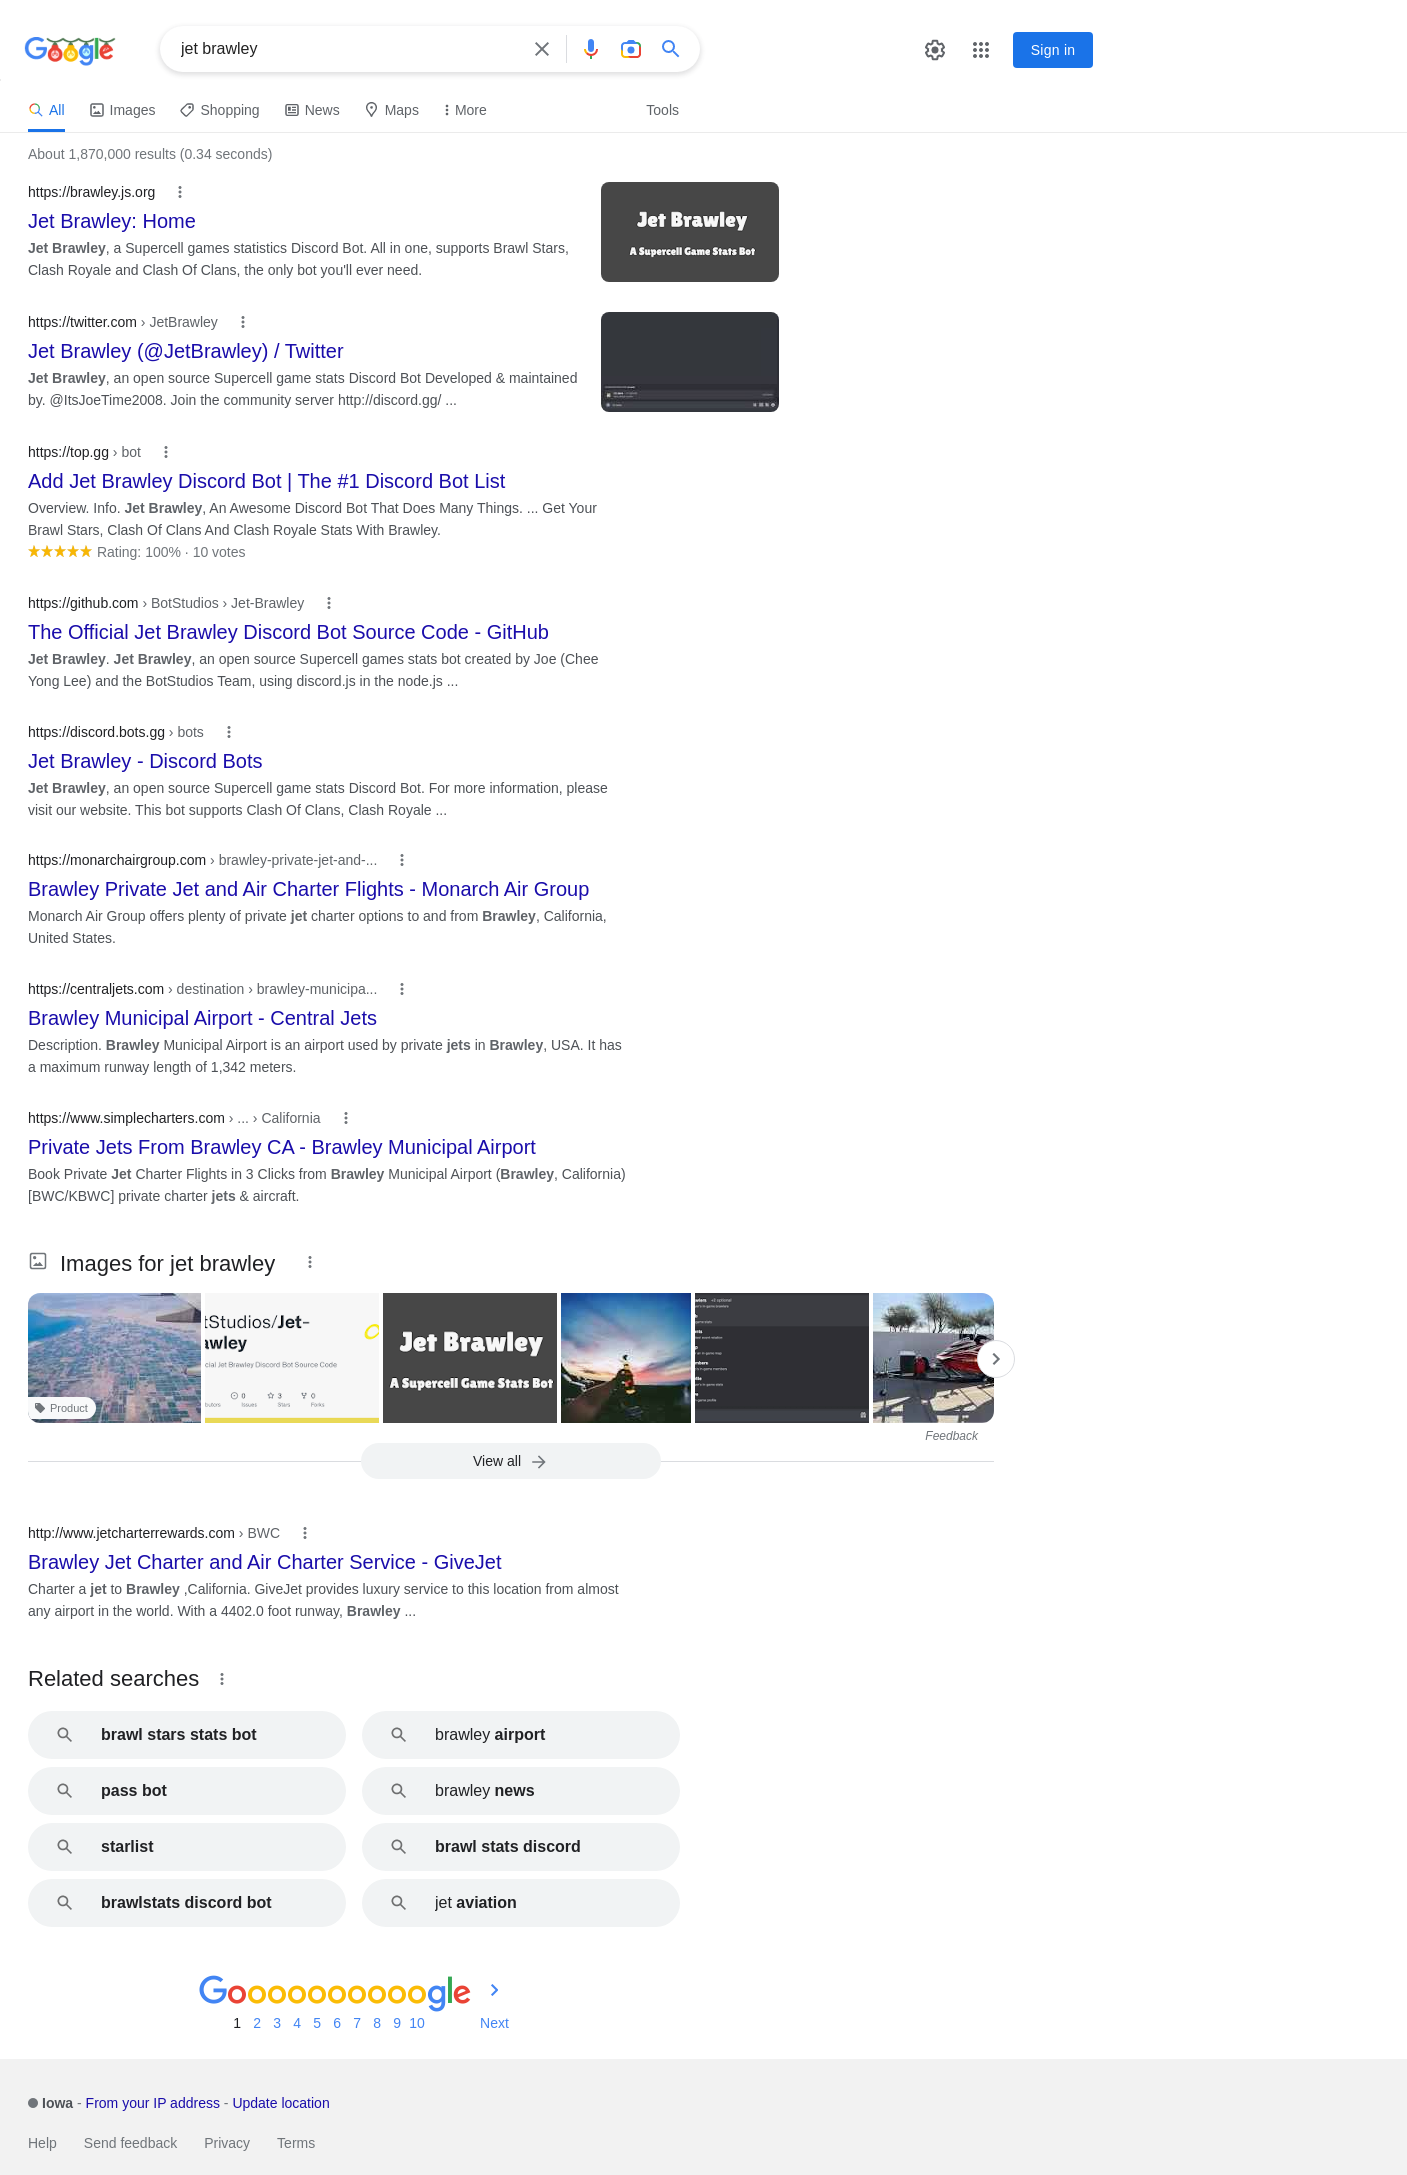 Google
jet brawley
Sign in
All
Images
Shopping
News
Maps
More
Tools
About 1,870,000 results (0.34 seconds)
https://brawley.js.org
Jet Brawley: Home
Jet Brawley, a Supercell games statistics Discord Bot. All in one, supports Brawl Stars,
Clash Royale and Clash Of Clans, the only bot you'll ever need.
Jet Brawley
A Supercell Game Stats Bot
https://twitter.com › JetBrawley
Jet Brawley (@JetBrawley) / Twitter
Jet Brawley, an open source Supercell game stats Discord Bot Developed & maintained
by. @ItsJoeTime2008. Join the community server http://discord.gg/ ...
https://top.gg › bot
Add Jet Brawley Discord Bot | The #1 Discord Bot List
Overview. Info. Jet Brawley, An Awesome Discord Bot That Does Many Things. ... Get Your
Brawl Stars, Clash Of Clans And Clash Royale Stats With Brawley.
Rating: 100% · 10 votes
https://github.com › BotStudios › Jet-Brawley
The Official Jet Brawley Discord Bot Source Code - GitHub
Jet Brawley. Jet Brawley, an open source Supercell games stats bot created by Joe (Chee
Yong Lee) and the BotStudios Team, using discord.js in the node.js ...
https://discord.bots.gg › bots
Jet Brawley - Discord Bots
Jet Brawley, an open source Supercell game stats Discord Bot. For more information, please
visit our website. This bot supports Clash Of Clans, Clash Royale ...
https://monarchairgroup.com › brawley-private-jet-and-...
Brawley Private Jet and Air Charter Flights - Monarch Air Group
Monarch Air Group offers plenty of private jet charter options to and from Brawley, California,
United States.
https://centraljets.com › destination › brawley-municipa...
Brawley Municipal Airport - Central Jets
Description. Brawley Municipal Airport is an airport used by private jets in Brawley, USA. It has
a maximum runway length of 1,342 meters.
https://www.simplecharters.com › ... › California
Private Jets From Brawley CA - Brawley Municipal Airport
Book Private Jet Charter Flights in 3 Clicks from Brawley Municipal Airport (Brawley, California)
[BWC/KBWC] private charter jets & aircraft.
Images for jet brawley
Product
tStudios/Jet-
awley
cial Jet Brawley Discord Bot Source Code
0 3 0
butors Issues Stars Forks
Jet Brawley
A Supercell Game Stats Bot
Feedback
View all
http://www.jetcharterrewards.com › BWC
Brawley Jet Charter and Air Charter Service - GiveJet
Charter a jet to Brawley ,California. GiveJet provides luxury service to this location from almost
any airport in the world. With a 4402.0 foot runway, Brawley ...
Related searches
brawl stars stats bot
brawley airport
pass bot
brawley news
starlist
brawl stats discord
brawlstats discord bot
jet aviation
Goooooooooogle
1 2 3 4 5 6 7 8 9 10 Next
Iowa - From your IP address - Update location
Help Send feedback Privacy Terms